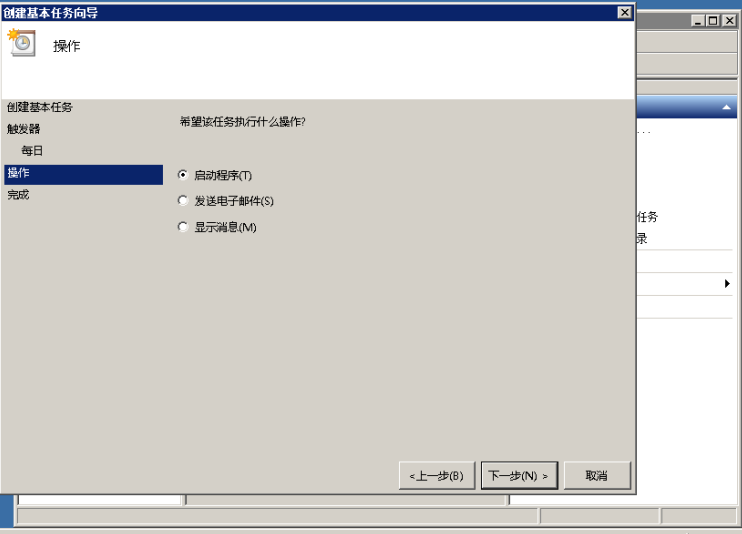 创建基本任务向导
操作
创建基本任务
触发器
每日
操作
完成
希望该任务执行什么操作?
启动程序(T)
发送电子邮件(S)
显示消息(M)
...
任务
录
<上一步(B)
下一步(N) >
取消